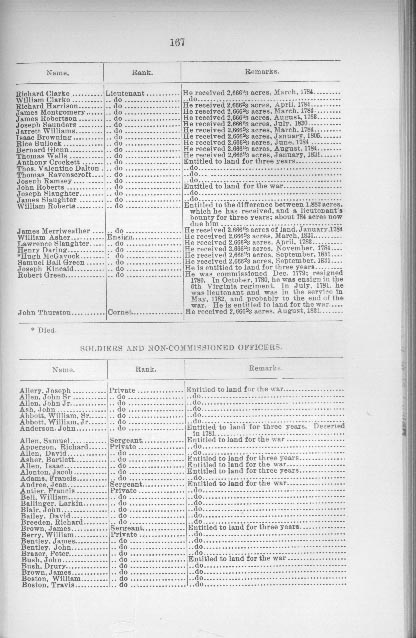 167
Name. Rank. Remarks.
Richard Clarke Lieutenant He received 2,666⅔ acres, March, 1784.
William Clarke do do
Richard Harrison do He received 2,666⅔ acres, April, 1784
James Montgomery do He received 2,666⅔ acres, March, 1784
James Robertson do He received 2,666⅔ acres, August, 1788
Joseph Saunders do He received 2,666⅔ acres, July, 1820
Jarrett Williams do He received 2,666⅔ acres, March, 1784
Isaac Browning do He received 2,666⅔ acres, January, 1805
Rice Bullock do He received 2,666⅔ acres, June, 1784
Bernard Glenn do He received 2,666⅔ acres, August, 1784
Thomas Wells do He received 2,666⅔ acres, January, 1831
Anthony Crockett do Entitled to land for three years
Thos. Valentine Dalton do do
Thomas Ravenscroft do do
Joseph Ramsey do do
John Roberts do Entitled to land for the war
Joseph Slaughter do do
James Slaughter do do
William Roberts do Entitled to the difference between acres,
which he has received, and a lieutenant's
bounty for three years; about 784 acres now
due him
James Merriweather do He received 2,666⅔ acres of land, January, 1784
William Asher Ensign He received 2,666⅔ acres, March, 1831
Lawrence Slaughter do He received 2,666⅔ acres, April, 1783
Henry Daring do He received 2,666⅔ acres, November, 1784
*Hugh McGavock do He received 2,666⅔ acres, September, 1831
Samuel Ball Green do He received 2,666⅔ acres, September, 1831
Joseph Kincaid do He is entitled to land for three years
Robert Green do He was commissioned Dec. 1779; resigned
1780. In October, 1780, he was ensign in the
6th Virginia regiment. In July, 1781, he
was lieutenant and was in the service in
May, 1782, and probably to the end of the
war. He is entitled to land for the war
John Thurston Cornet He received 2,666⅔ acres, August, 1831
* Died.
SOLDIERS AND NON-COMMISSIONED OFFICERS.
Name. Rank. Remarks.
Allery, Joseph Private Entitled to land for the war
Allen, John Sr do do
Allen, John Jr do do
Ash, John do do
Abbott, William, Sr do do
Abbott, William, Jr do do
Anderson, John do Entitled to land for three years. Deserted
in 1781
Allen, Samuel Sergeant Entitled to land for the war
Apperson, Richard Private do
Allen, David do do
Asher, Bartlett do Entitled to land for three years
Allen, Isaac do Entitled to land for the war
Alonton, Jacob do Entitled to land for three years
Adams, Francis do do
Andree, Jean Sergeant Entitled to land for the war
Antier, Francis Private do
Bell, William do do
Ballinger, Larkin do do
Blair, John do do
Bailey, David do do
Breeden, Richard do do
Brown, James Sergeant Entitled to land for three years
Berry, William Private do
Bentley, James do do
Bentley, John do do
Brazer, Peter do do
Bush, John do Entitled to land for the war
Bush, Drury do do
Brown, James do do
Boston, William do do
Boston, Travis do do